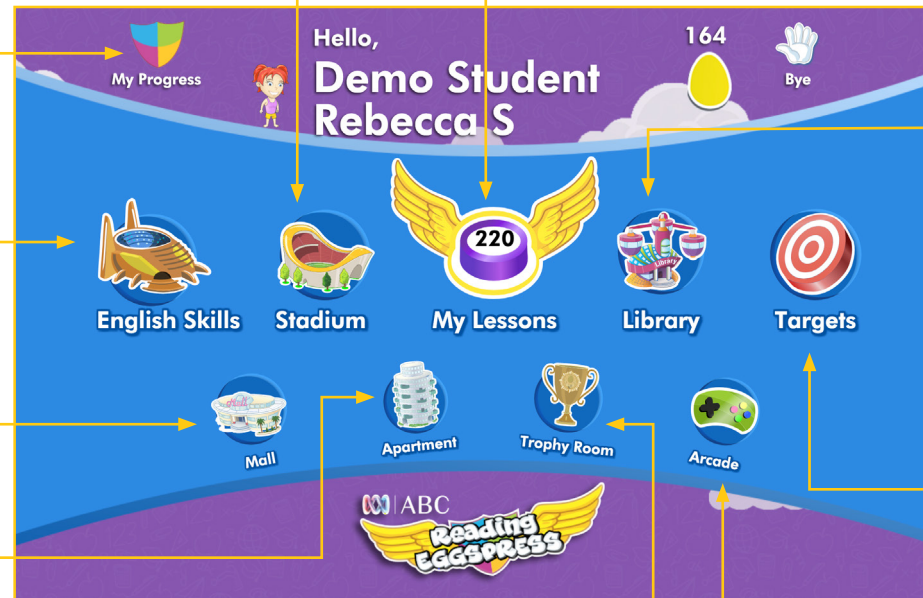 Hello,
164
My Progress
Demo Student
Bye
Rebecca S
220
Library
English Skills
Stadium
My Lessons
Library
Targets
Mall
Mall
Apartment
Trophy Room
Arcade
ABC
Reading
EGGSPRESS